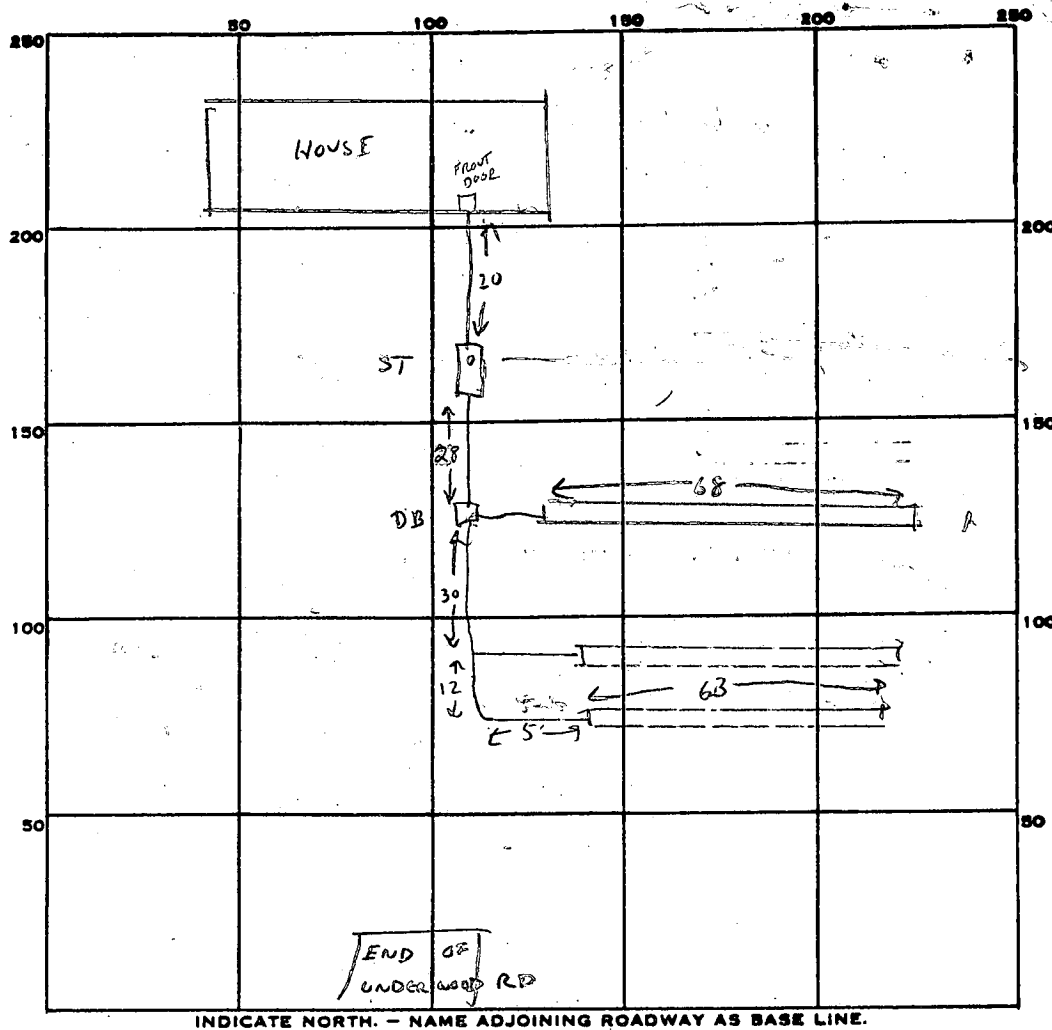 50 100 150 200 250
250
HOUSE
FRONT
DOOR
200 200
20
ST
150 150
28
68
DB
30
100 100
12
63
5'
50 50
END OF
UNDERWOOD RD
INDICATE NORTH. — NAME ADJOINING ROADWAY AS BASE LINE.